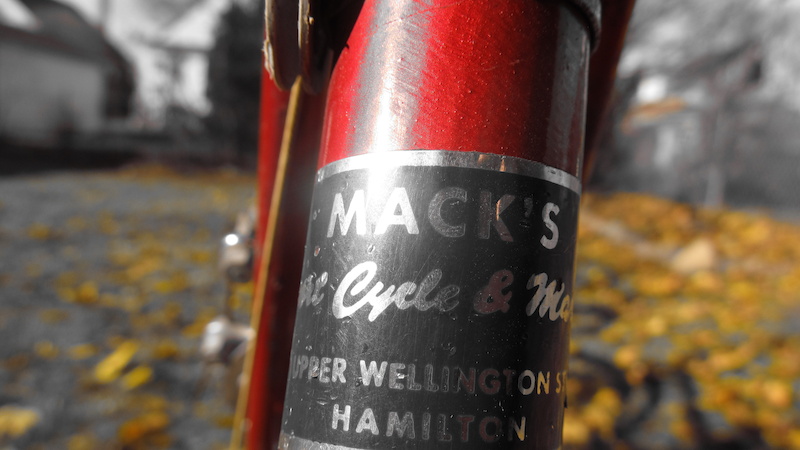 MACK'S
Cycle &
UPPER WELLINGTON ST
HAMILTON